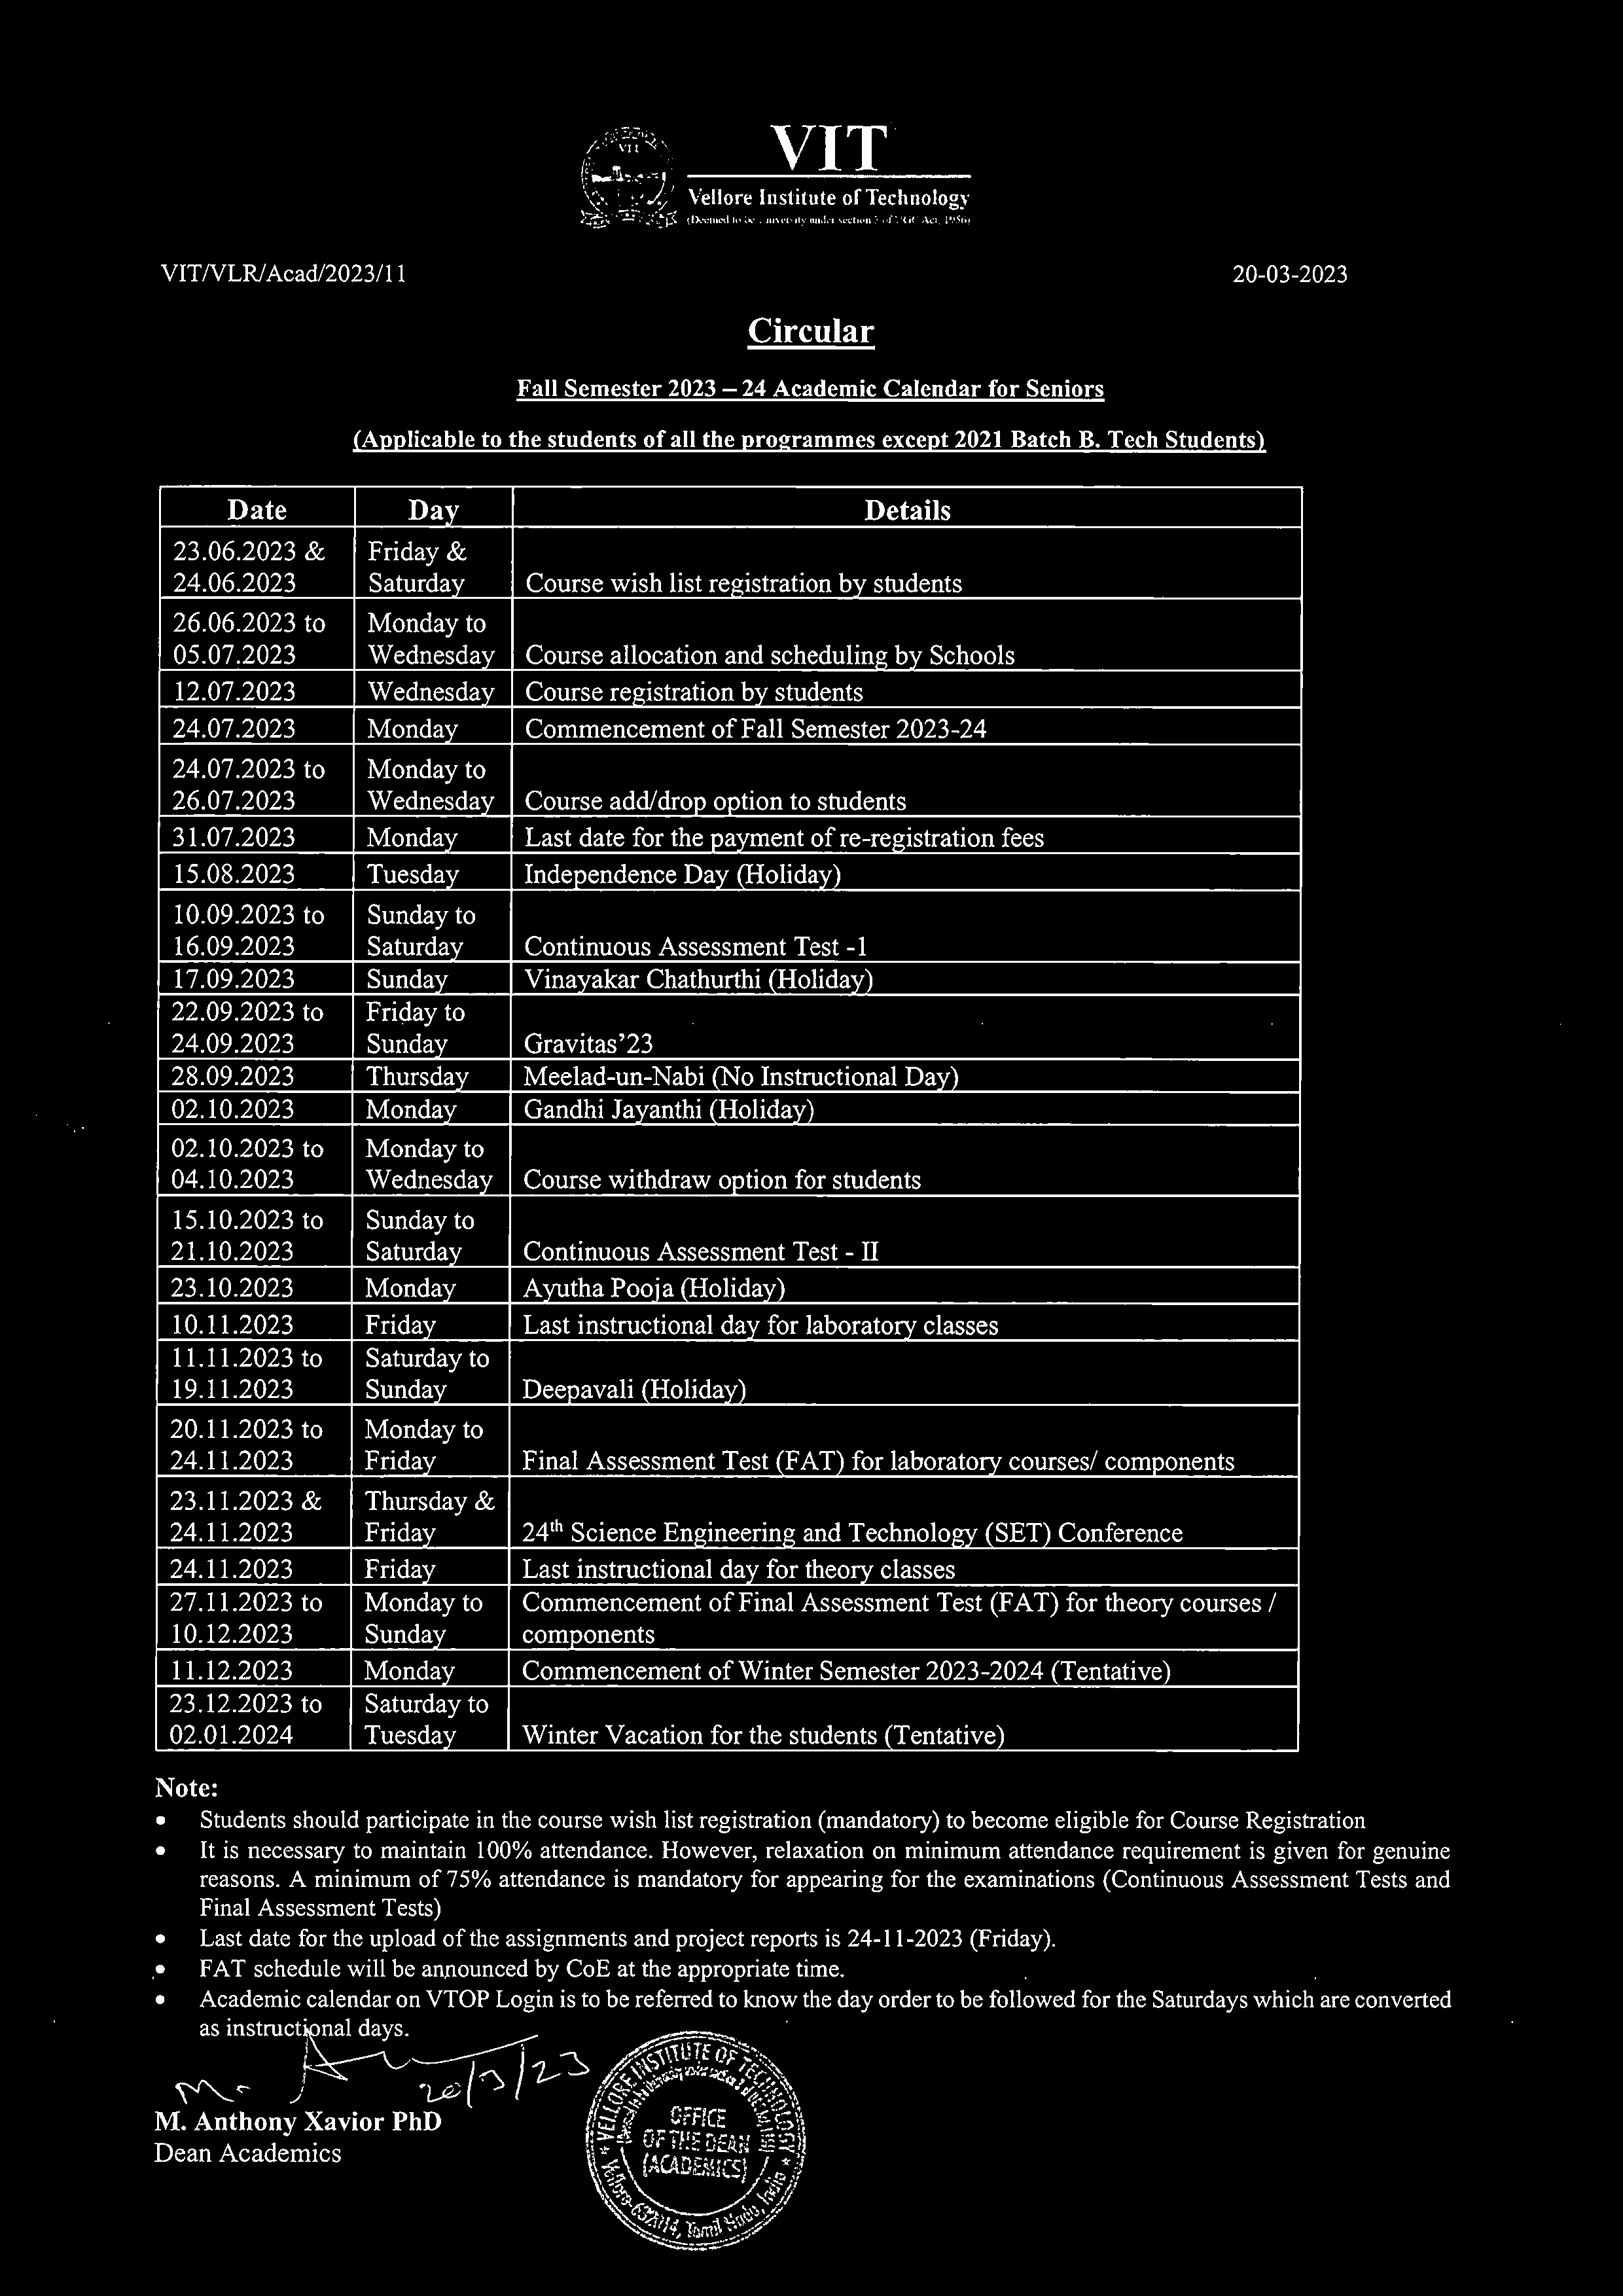 VIT
VIT
Vellore Institute of Technology
(Deemed to be University under section 3 of UGC Act, 1956)
VIT/VLR/Acad/2023/11 20-03-2023
Circular
Fall Semester 2023 – 24 Academic Calendar for Seniors
(Applicable to the students of all the programmes except 2021 Batch B. Tech Students)
Date Day Details
23.06.2023 & Friday &
24.06.2023 Saturday Course wish list registration by students
26.06.2023 to Monday to
05.07.2023 Wednesday Course allocation and scheduling by Schools
12.07.2023 Wednesday Course registration by students
24.07.2023 Monday Commencement of Fall Semester 2023-24
24.07.2023 to Monday to
26.07.2023 Wednesday Course add/drop option to students
31.07.2023 Monday Last date for the payment of re-registration fees
15.08.2023 Tuesday Independence Day (Holiday)
10.09.2023 to Sunday to
16.09.2023 Saturday Continuous Assessment Test -1
17.09.2023 Sunday Vinayakar Chathurthi (Holiday)
22.09.2023 to Friday to
24.09.2023 Sunday Gravitas’23
28.09.2023 Thursday Meelad-un-Nabi (No Instructional Day)
02.10.2023 Monday Gandhi Jayanthi (Holiday)
02.10.2023 to Monday to
04.10.2023 Wednesday Course withdraw option for students
15.10.2023 to Sunday to
21.10.2023 Saturday Continuous Assessment Test - II
23.10.2023 Monday Ayutha Pooja (Holiday)
10.11.2023 Friday Last instructional day for laboratory classes
11.11.2023 to Saturday to
19.11.2023 Sunday Deepavali (Holiday)
20.11.2023 to Monday to
24.11.2023 Friday Final Assessment Test (FAT) for laboratory courses/ components
23.11.2023 & Thursday &
24.11.2023 Friday 24th Science Engineering and Technology (SET) Conference
24.11.2023 Friday Last instructional day for theory classes
27.11.2023 to Monday to Commencement of Final Assessment Test (FAT) for theory courses /
10.12.2023 Sunday components
11.12.2023 Monday Commencement of Winter Semester 2023-2024 (Tentative)
23.12.2023 to Saturday to
02.01.2024 Tuesday Winter Vacation for the students (Tentative)
Note:
• Students should participate in the course wish list registration (mandatory) to become eligible for Course Registration
• It is necessary to maintain 100% attendance. However, relaxation on minimum attendance requirement is given for genuine
reasons. A minimum of 75% attendance is mandatory for appearing for the examinations (Continuous Assessment Tests and
Final Assessment Tests)
• Last date for the upload of the assignments and project reports is 24-11-2023 (Friday).
• FAT schedule will be announced by CoE at the appropriate time.
• Academic calendar on VTOP Login is to be referred to know the day order to be followed for the Saturdays which are converted
as instructional days.
20/3/23
M. Anthony Xavior PhD
Dean Academics
VELLORE INSTITUTE OF TECHNOLOGY
OFFICE
OF THE DEAN
(ACADEMICS)
Vellore-632014, Tamil Nadu, India